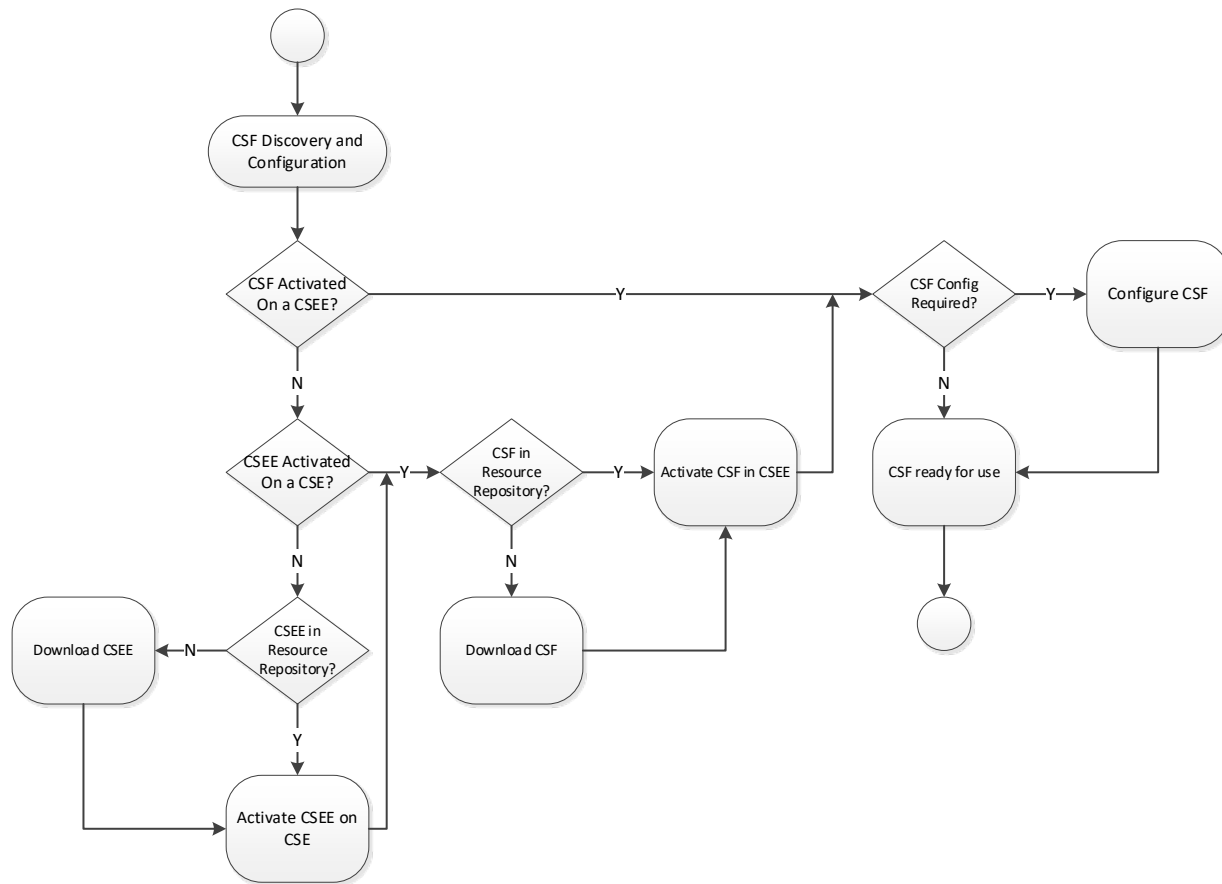 CSF Discovery and
Configuration
CSF Activated
On a CSEE?
Y
CSF Config
Required?
Y
Configure CSF
N
N
CSEE Activated
On a CSE?
Y
CSF in
Resource
Repository?
Y
Activate CSF in CSEE
CSF ready for use
N
N
Download CSEE
N
CSEE in
Resource
Repository?
Download CSF
Y
Activate CSEE on
CSE